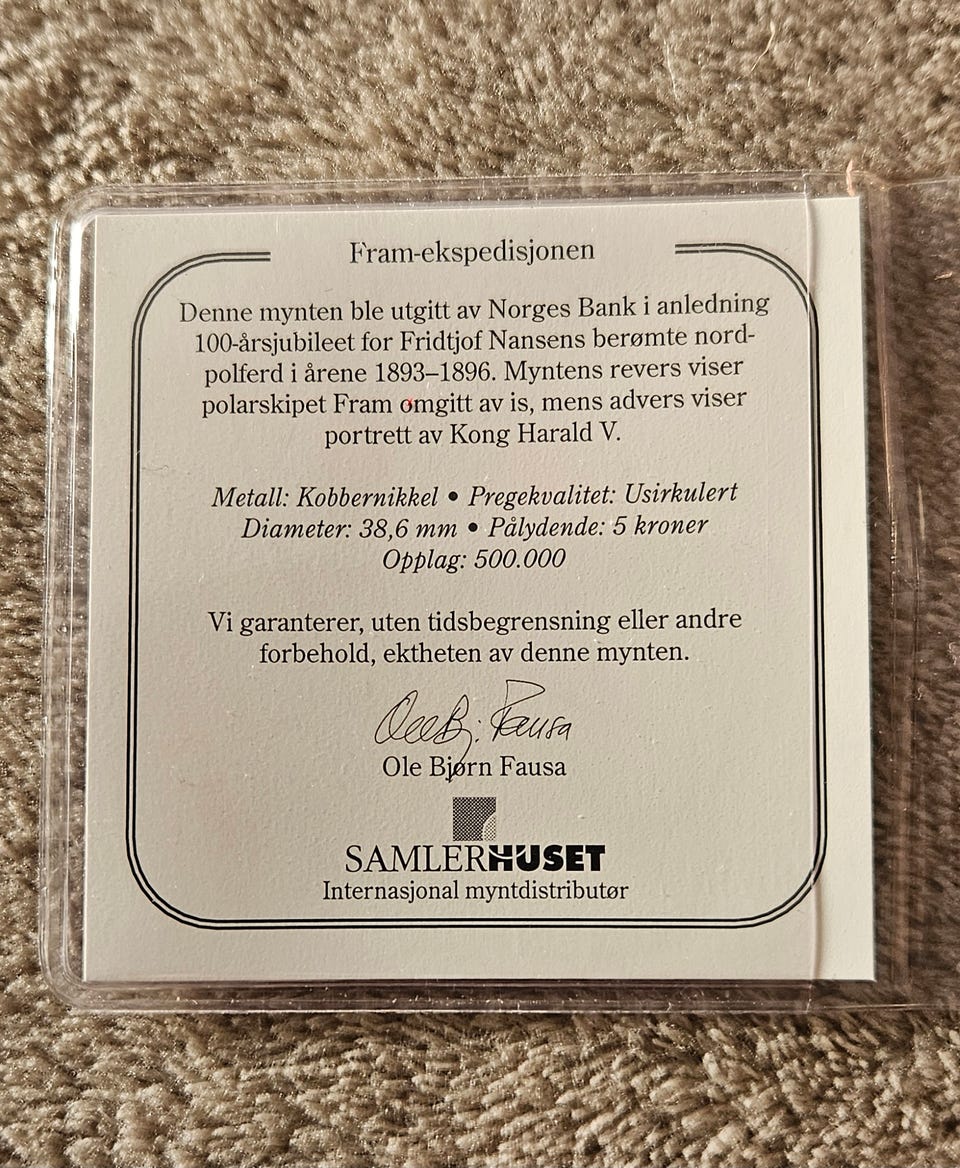 Fram-ekspedisjonen
Denne mynten ble utgitt av Norges Bank i anledning
100-årsjubileet for Fridtjof Nansens berømte nord-
polferd i årene 1893–1896. Myntens revers viser
polarskipet Fram omgitt av is, mens advers viser
portrett av Kong Harald V.
Metall: Kobbernikkel • Pregekvalitet: Usirkulert
Diameter: 38,6 mm • Pålydende: 5 kroner
Opplag: 500.000
Vi garanterer, uten tidsbegrensning eller andre
forbehold, ektheten av denne mynten.
Ole Bj. Fausa
Ole Bjørn Fausa
SAMLERHUSET
Internasjonal myntdistributør